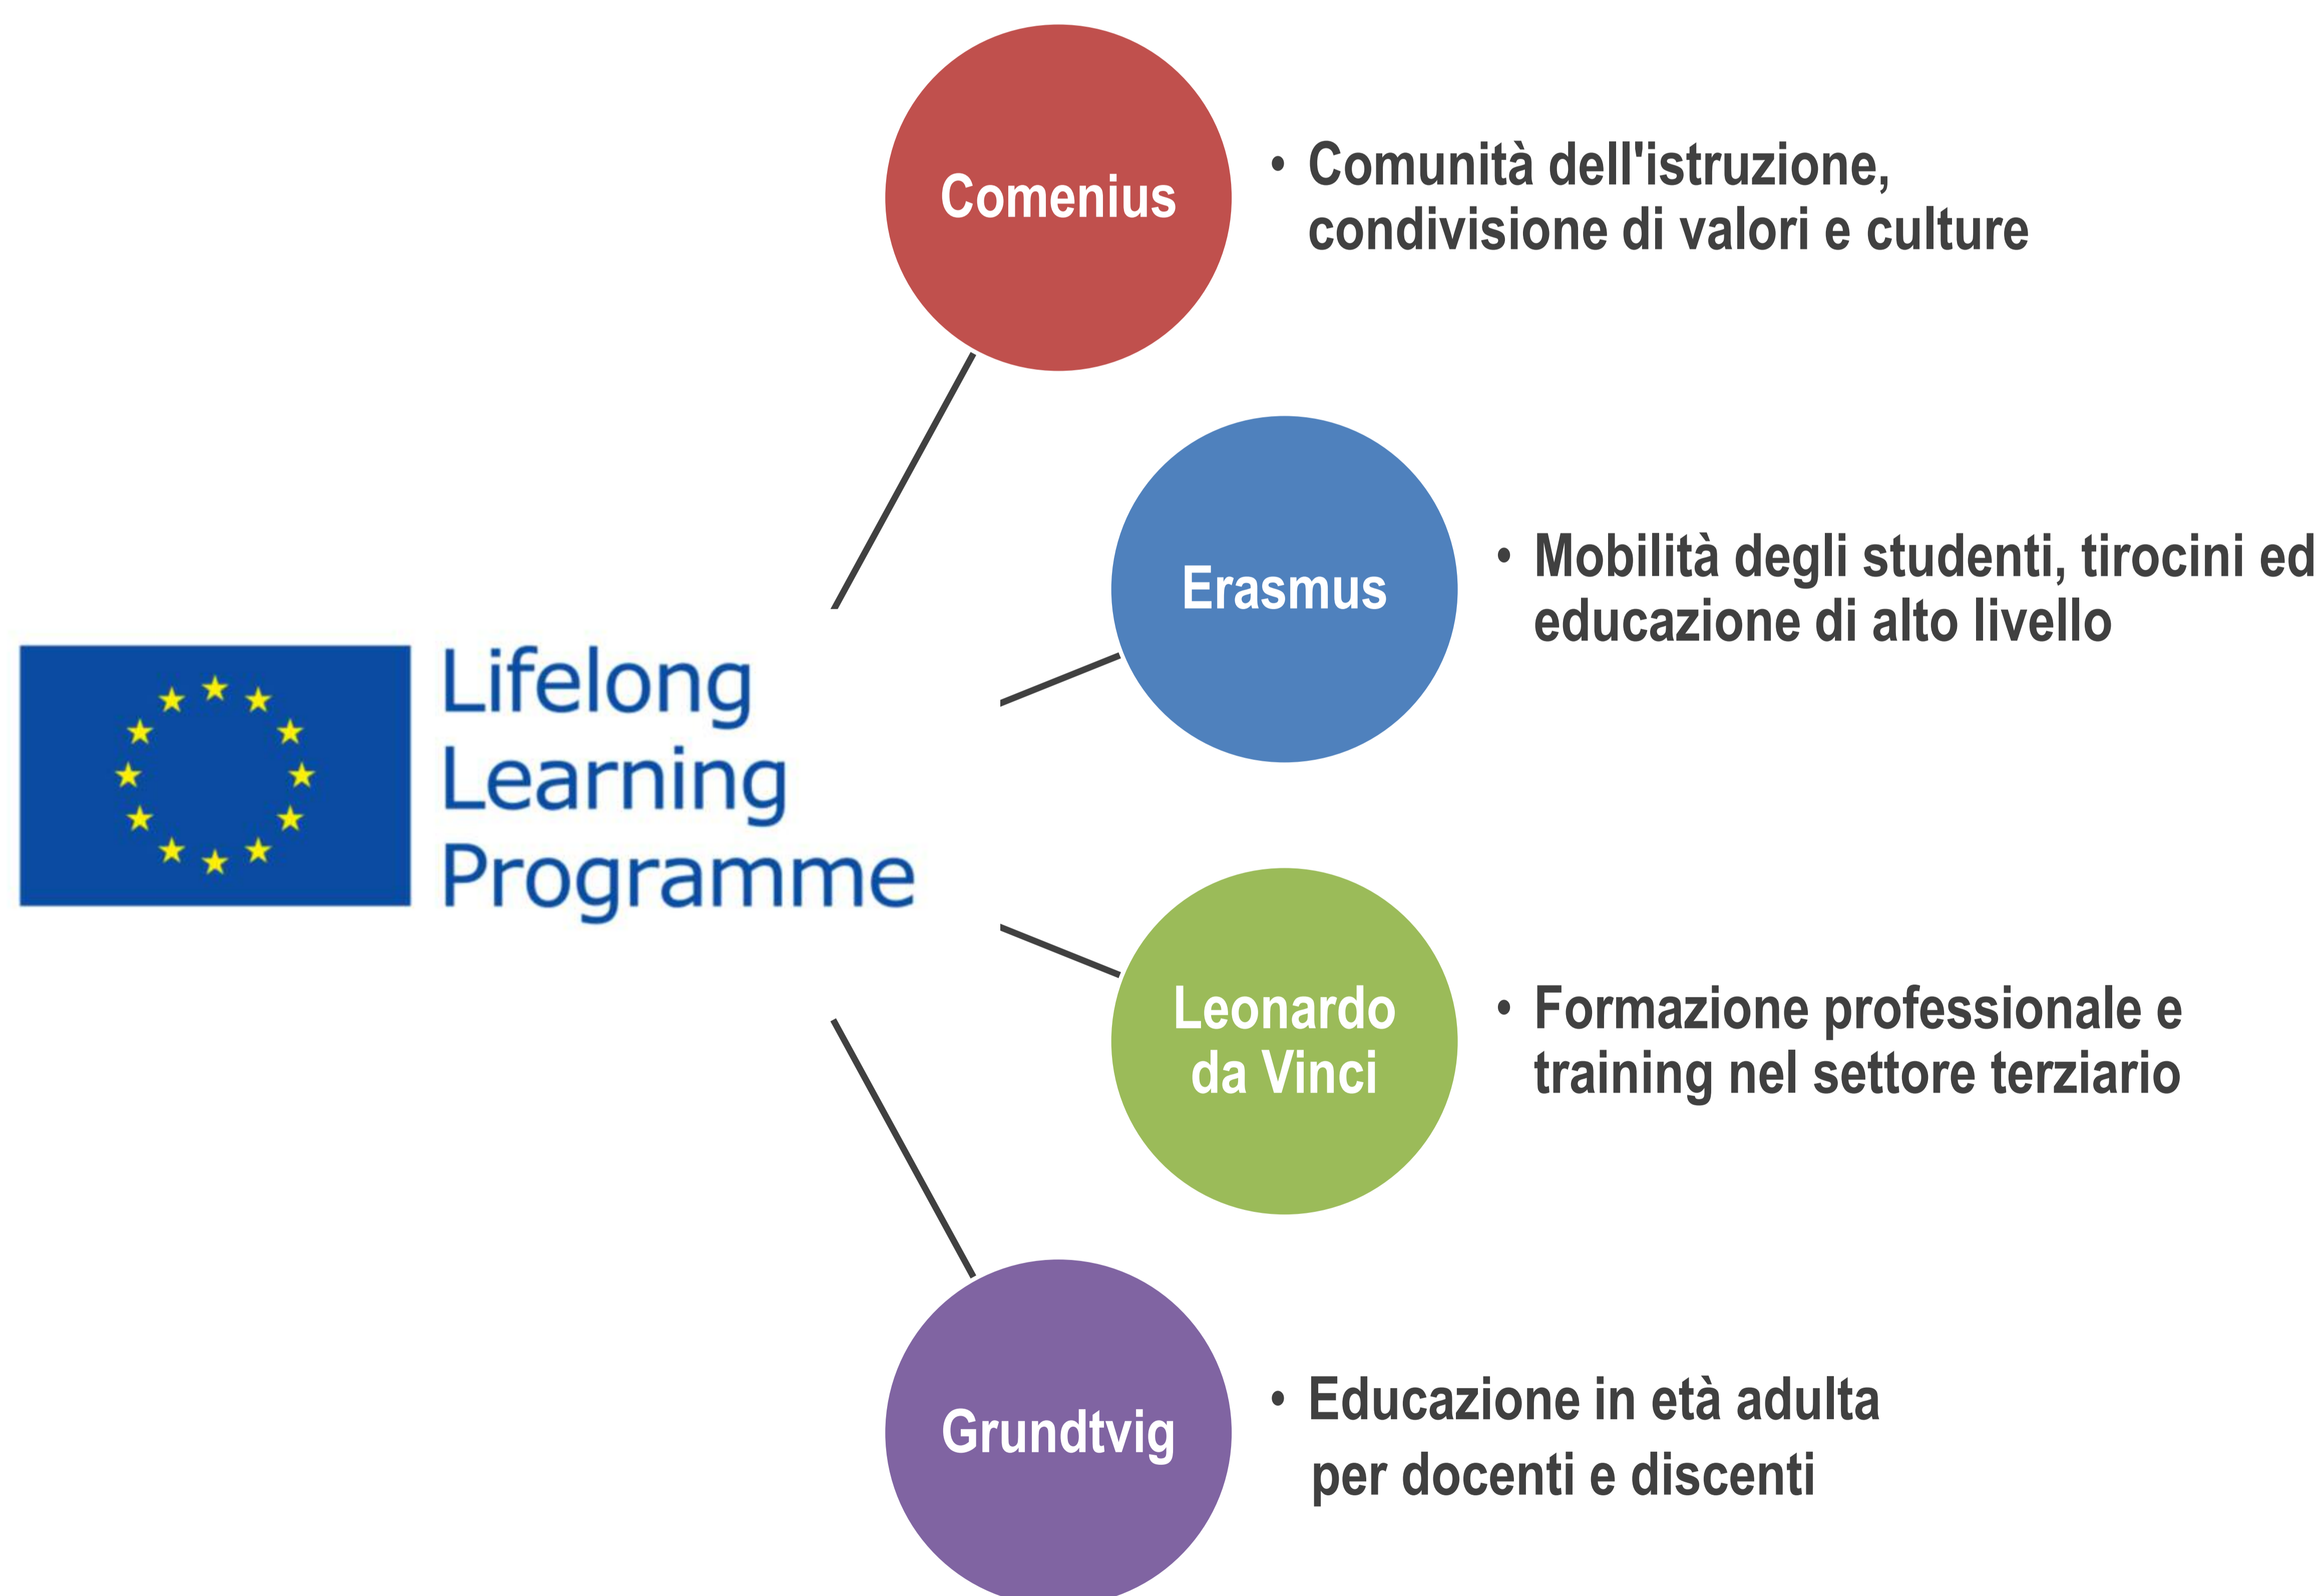 Comenius
• Comunità dell'istruzione,
condivisione di valori e culture
Erasmus
• Mobilità degli studenti, tirocini ed
educazione di alto livello
Lifelong
Learning
Programme
Leonardo
da Vinci
• Formazione professionale e
training nel settore terziario
Grundtvig
• Educazione in età adulta
per docenti e discenti